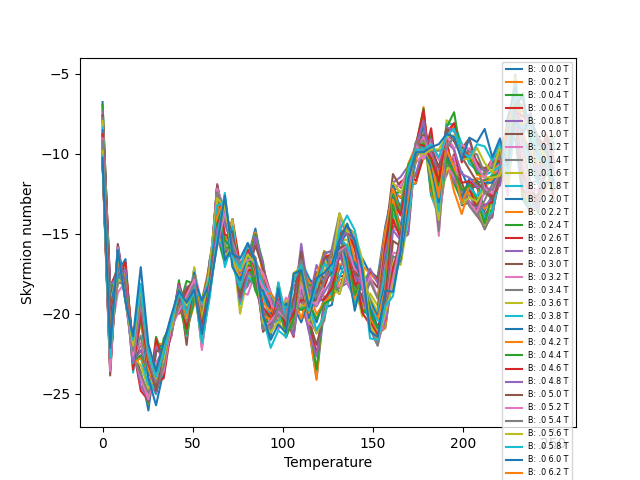 −5
−10
−15
−20
−25
Skyrmion number
0
50
100
150
200
Temperature
B: .0 0.0 T
B: .0 0.2 T
B: .0 0.4 T
B: .0 0.6 T
B: .0 0.8 T
B: .0 1.0 T
B: .0 1.2 T
B: .0 1.4 T
B: .0 1.6 T
B: .0 1.8 T
B: .0 2.0 T
B: .0 2.2 T
B: .0 2.4 T
B: .0 2.6 T
B: .0 2.8 T
B: .0 3.0 T
B: .0 3.2 T
B: .0 3.4 T
B: .0 3.6 T
B: .0 3.8 T
B: .0 4.0 T
B: .0 4.2 T
B: .0 4.4 T
B: .0 4.6 T
B: .0 4.8 T
B: .0 5.0 T
B: .0 5.2 T
B: .0 5.4 T
B: .0 5.6 T
B: .0 5.8 T
B: .0 6.0 T
B: .0 6.2 T